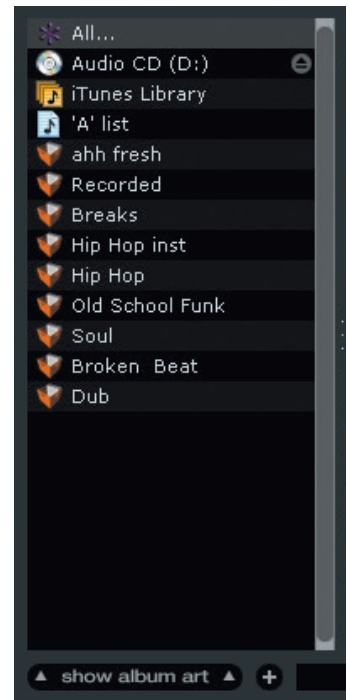 All...
Audio CD (D:)
iTunes Library
'A' list
ahh fresh
Recorded
Breaks
Hip Hop inst
Hip Hop
Old School Funk
Soul
Broken  Beat
Dub
show album art